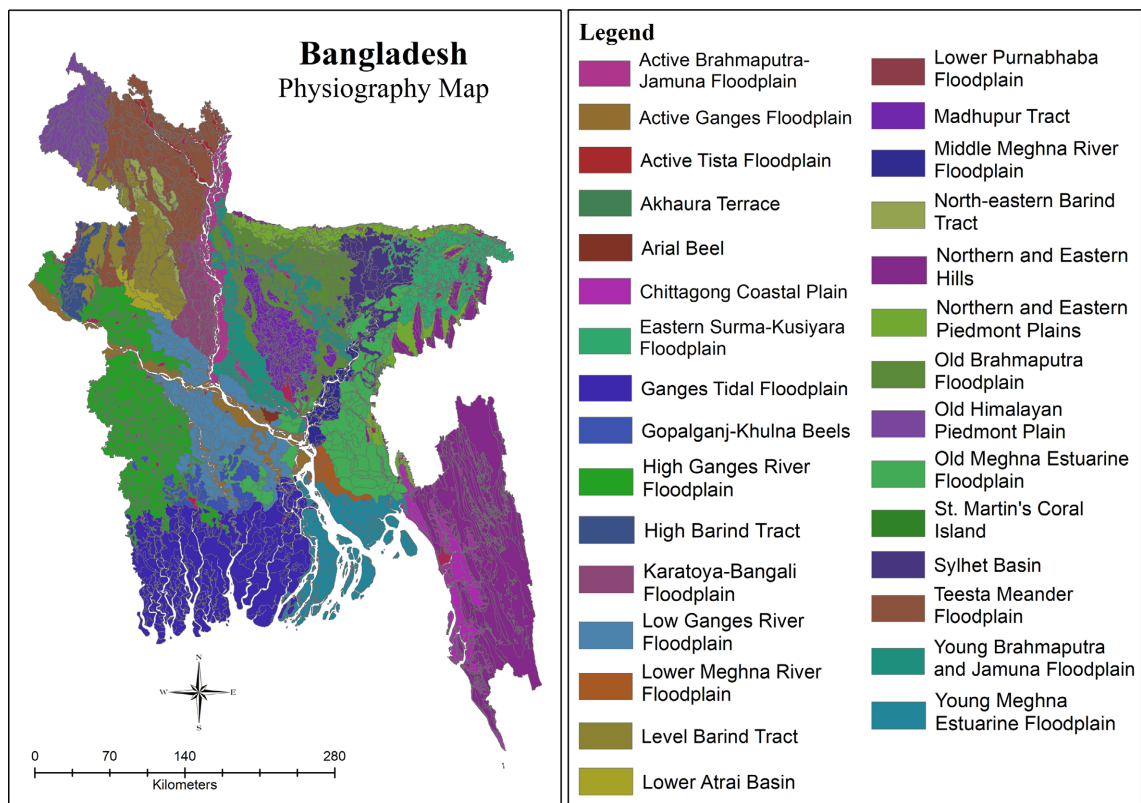 Bangladesh
Physiography Map
N
W
E
S
0
70
140
280
Kilometers
Legend
Active Brahmaputra-
Jamuna Floodplain
Active Ganges Floodplain
Active Tista Floodplain
Akhaura Terrace
Arial Beel
Chittagong Coastal Plain
Eastern Surma-Kusiyara
Floodplain
Ganges Tidal Floodplain
Gopalganj-Khulna Beels
High Ganges River
Floodplain
High Barind Tract
Karatoya-Bangali
Floodplain
Low Ganges River
Floodplain
Lower Meghna River
Floodplain
Level Barind Tract
Lower Atrai Basin
Lower Purnabhaba
Floodplain
Madhupur Tract
Middle Meghna River
Floodplain
North-eastern Barind
Tract
Northern and Eastern
Hills
Northern and Eastern
Piedmont Plains
Old Brahmaputra
Floodplain
Old Himalayan
Piedmont Plain
Old Meghna Estuarine
Floodplain
St. Martin's Coral
Island
Sylhet Basin
Teesta Meander
Floodplain
Young Brahmaputra
and Jamuna Floodplain
Young Meghna
Estuarine Floodplain